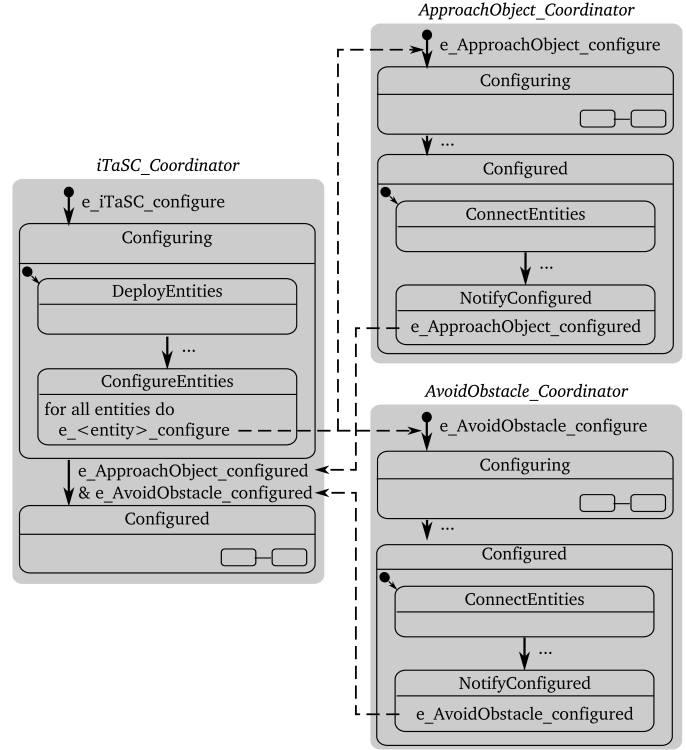 iTaSC_Coordinator
e_iTaSC_configure
Configuring
DeployEntities
...
ConfigureEntities
for all entities do
e_<entity>_configure
e_ApproachObject_configured
& e_AvoidObstacle_configured
Configured
ApproachObject_Coordinator
e_ApproachObject_configure
Configuring
...
Configured
ConnectEntities
...
NotifyConfigured
e_ApproachObject_configured
AvoidObstacle_Coordinator
e_AvoidObstacle_configure
Configuring
...
Configured
ConnectEntities
...
NotifyConfigured
e_AvoidObstacle_configured